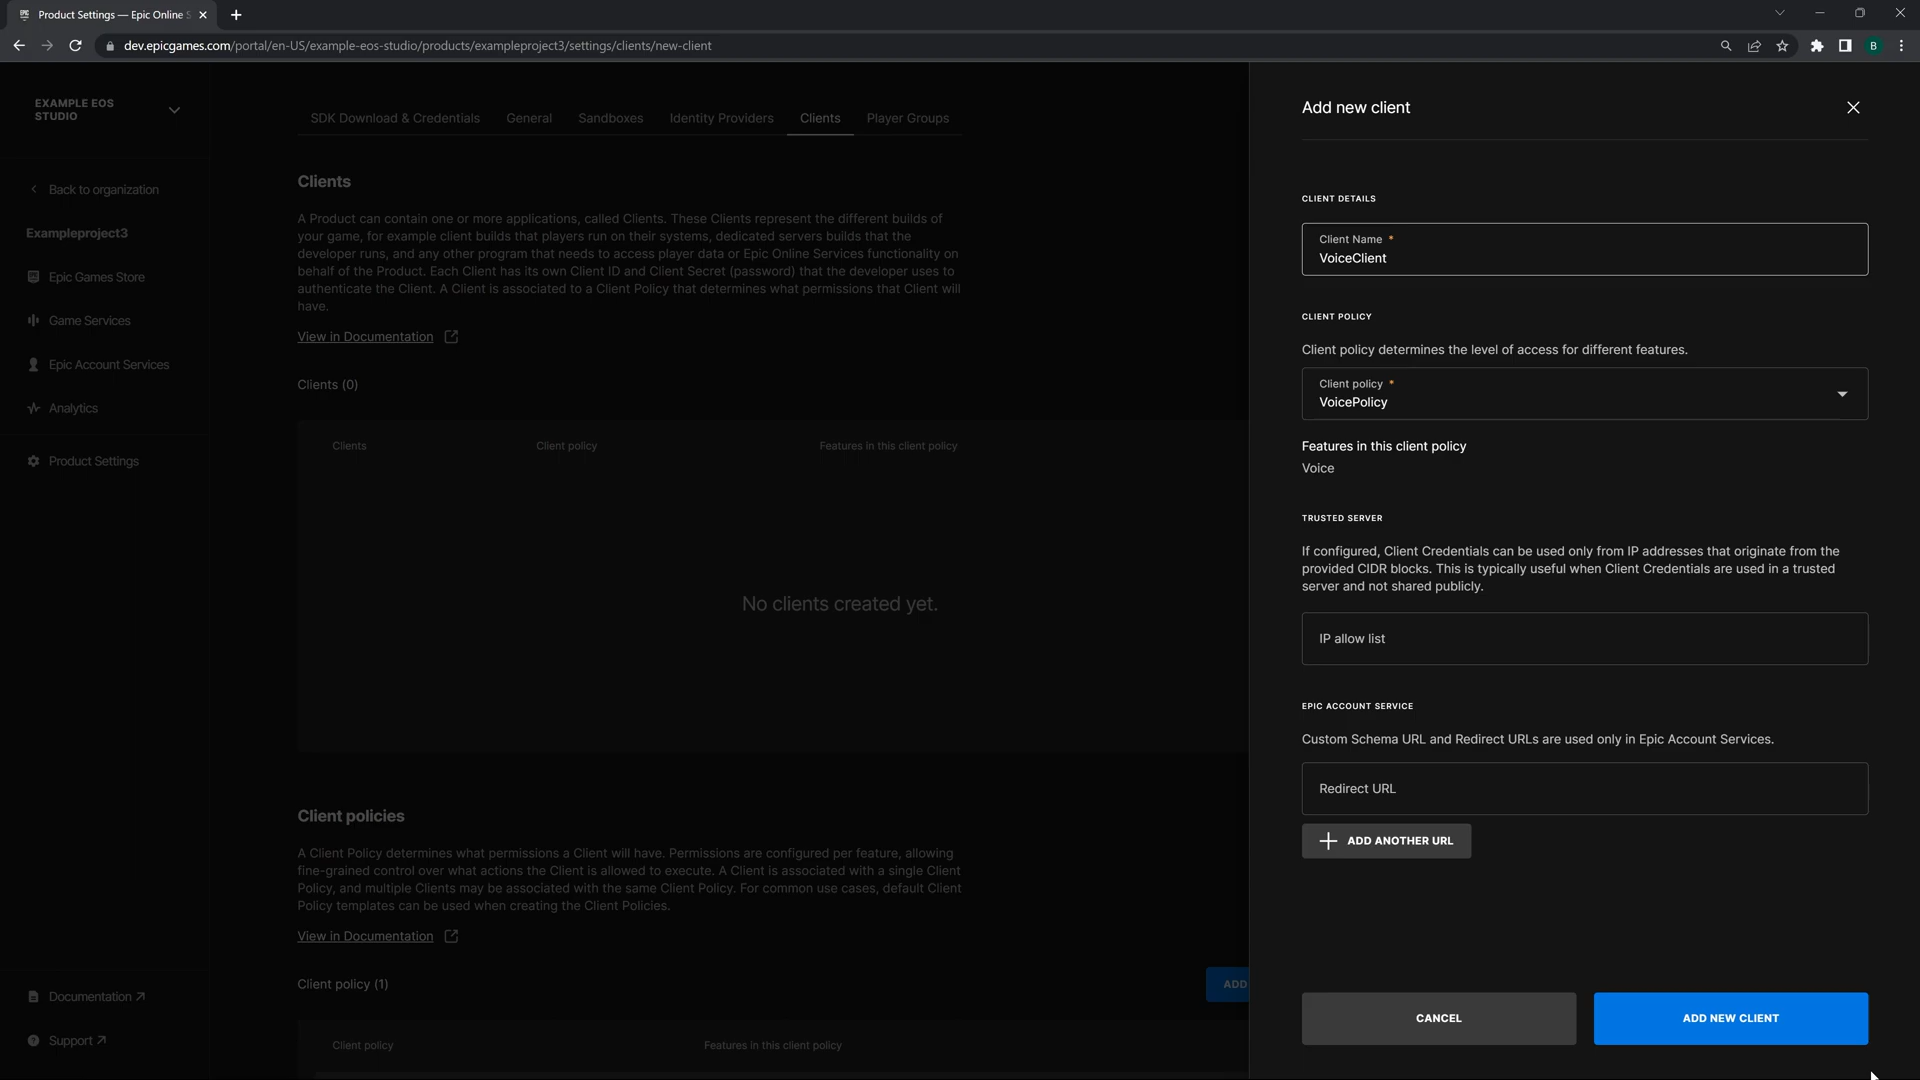 Product Settings — Epic Online S
dev.epicgames.com/portal/en-US/example-eos-studio/products/exampleproject3/settings/clients/new-client
B
EXAMPLE EOS
STUDIO
Back to organization
Exampleproject3
Epic Games Store
Game Services
Epic Account Services
Analytics
Product Settings
Documentation
Support
SDK Download & Credentials
General
Sandboxes
Identity Providers
Clients
Player Groups
Clients
A Product can contain one or more applications, called Clients. These Clients represent the different builds of
your game, for example client builds that players run on their systems, dedicated servers builds that the
developer runs, and any other program that needs to access player data or Epic Online Services functionality on
behalf of the Product. Each Client has its own Client ID and Client Secret (password) that the developer uses to
authenticate the Client. A Client is associated to a Client Policy that determines what permissions that Client will
have.
View in Documentation
Clients (0)
Clients
Client policy
Features in this client policy
No clients created yet.
Client policies
A Client Policy determines what permissions a Client will have. Permissions are configured per feature, allowing
fine-grained control over what actions the Client is allowed to execute. A Client is associated with a single Client
Policy, and multiple Clients may be associated with the same Client Policy. For common use cases, default Client
Policy templates can be used when creating the Client Policies.
View in Documentation
Client policy (1)
ADD
Client policy
Features in this client policy
Add new client
CLIENT DETAILS
Client Name *
VoiceClient
CLIENT POLICY
Client policy determines the level of access for different features.
Client policy *
VoicePolicy
Features in this client policy
Voice
TRUSTED SERVER
If configured, Client Credentials can be used only from IP addresses that originate from the
provided CIDR blocks. This is typically useful when Client Credentials are used in a trusted
server and not shared publicly.
IP allow list
EPIC ACCOUNT SERVICE
Custom Schema URL and Redirect URLs are used only in Epic Account Services.
Redirect URL
ADD ANOTHER URL
CANCEL
ADD NEW CLIENT